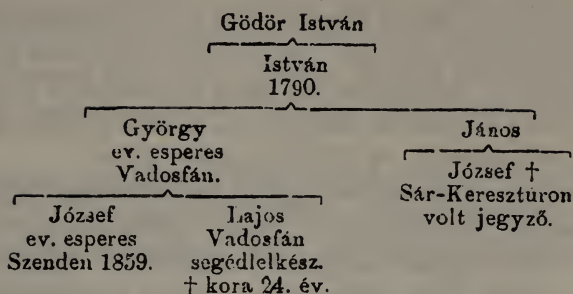 Gödör István
István
1790.
György
ev. esperes
Vadosfán.
János
József †
Sár-Kereszturon
volt jegyző.
József
ev. esperes
Szenden 1859.
Lajos
Vadosfán
segédlelkész.
† kora 24. év.